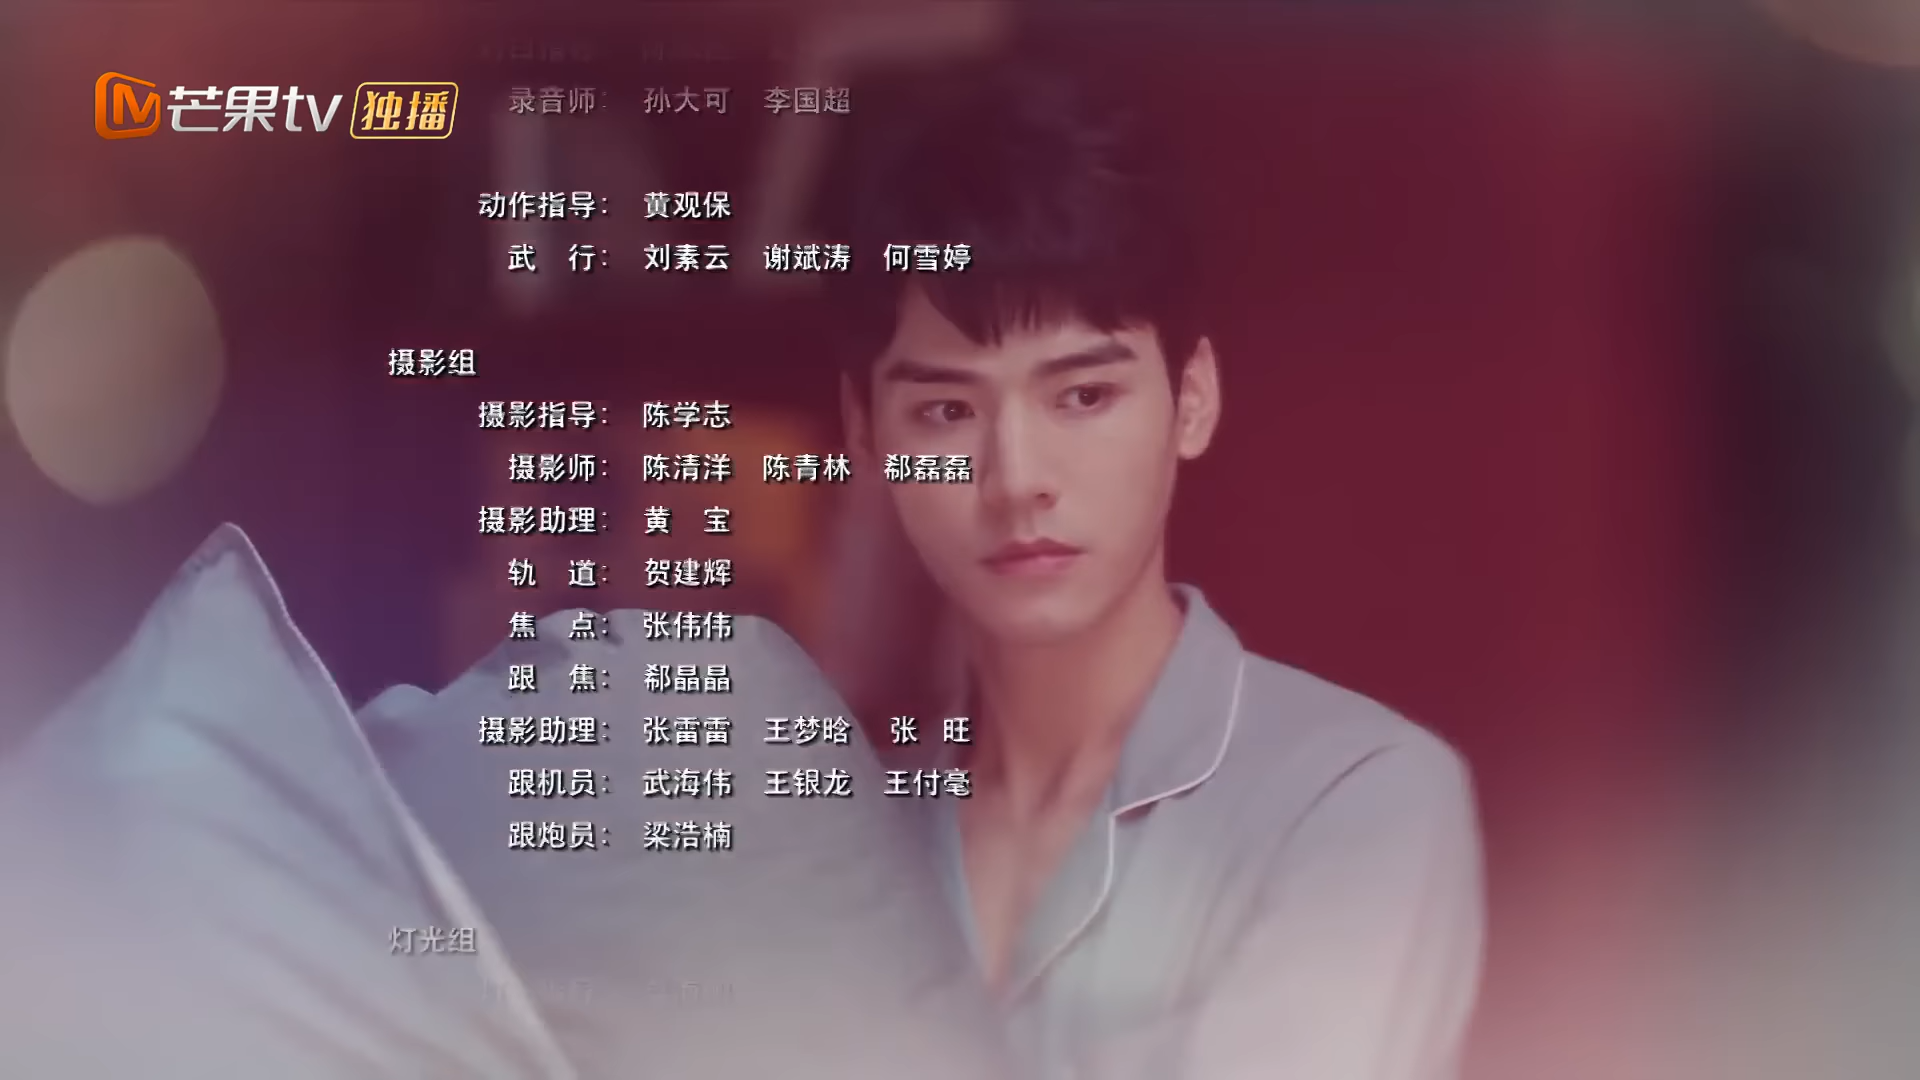 芒果tv 独播
录音师： 孙大可 李国超
动作指导： 黄观保
武 行： 刘素云 谢斌涛 何雪婷
摄影组
摄影指导： 陈学志
摄影师： 陈清洋 陈青林 郗磊磊
摄影助理： 黄 宝
轨 道： 贺建辉
焦 点： 张伟伟
跟 焦： 郗晶晶
摄影助理： 张雷雷 王梦晗 张 旺
跟机员： 武海伟 王银龙 王付毫
跟炮员： 梁浩楠
灯光组